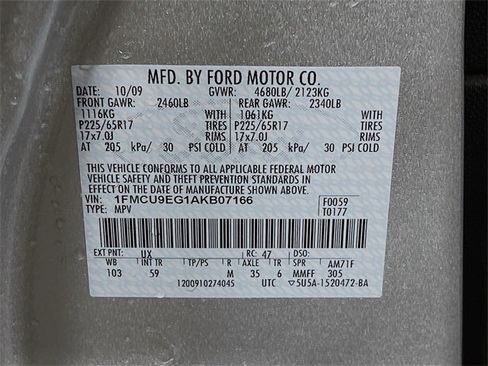 MFD. BY FORD MOTOR CO.
DATE: 10/09 GVWR: 4680LB/ 2123KG
FRONT GAWR: 2460LB REAR GAWR: 2340LB
1116KG WITH 1061KG WITH
P225/65R17 TIRES P225/65R17 TIRES
17x7.0J RIMS 17x7.0J RIMS
AT 205 kPa/ 30 PSI COLD AT 205 kPa/ 30 PSI COLD
THIS VEHICLE CONFORMS TO ALL APPLICABLE FEDERAL MOTOR
VEHICLE SAFETY AND THEFT PREVENTION STANDARDS IN EFFECT
ON THE DATE OF MANUFACTURE SHOWN ABOVE.
VIN: 1FMCU9EG1AKB07166 F0059
TYPE: MPV T0177
EXT PNT: UX RC: 47 DSO:
WB INT TR TP/PS R AXLE TR SPR AM71F
103 59 M 35 6 MMFF 305
1200910274045 UTC ▽5U5A-1520472-BA